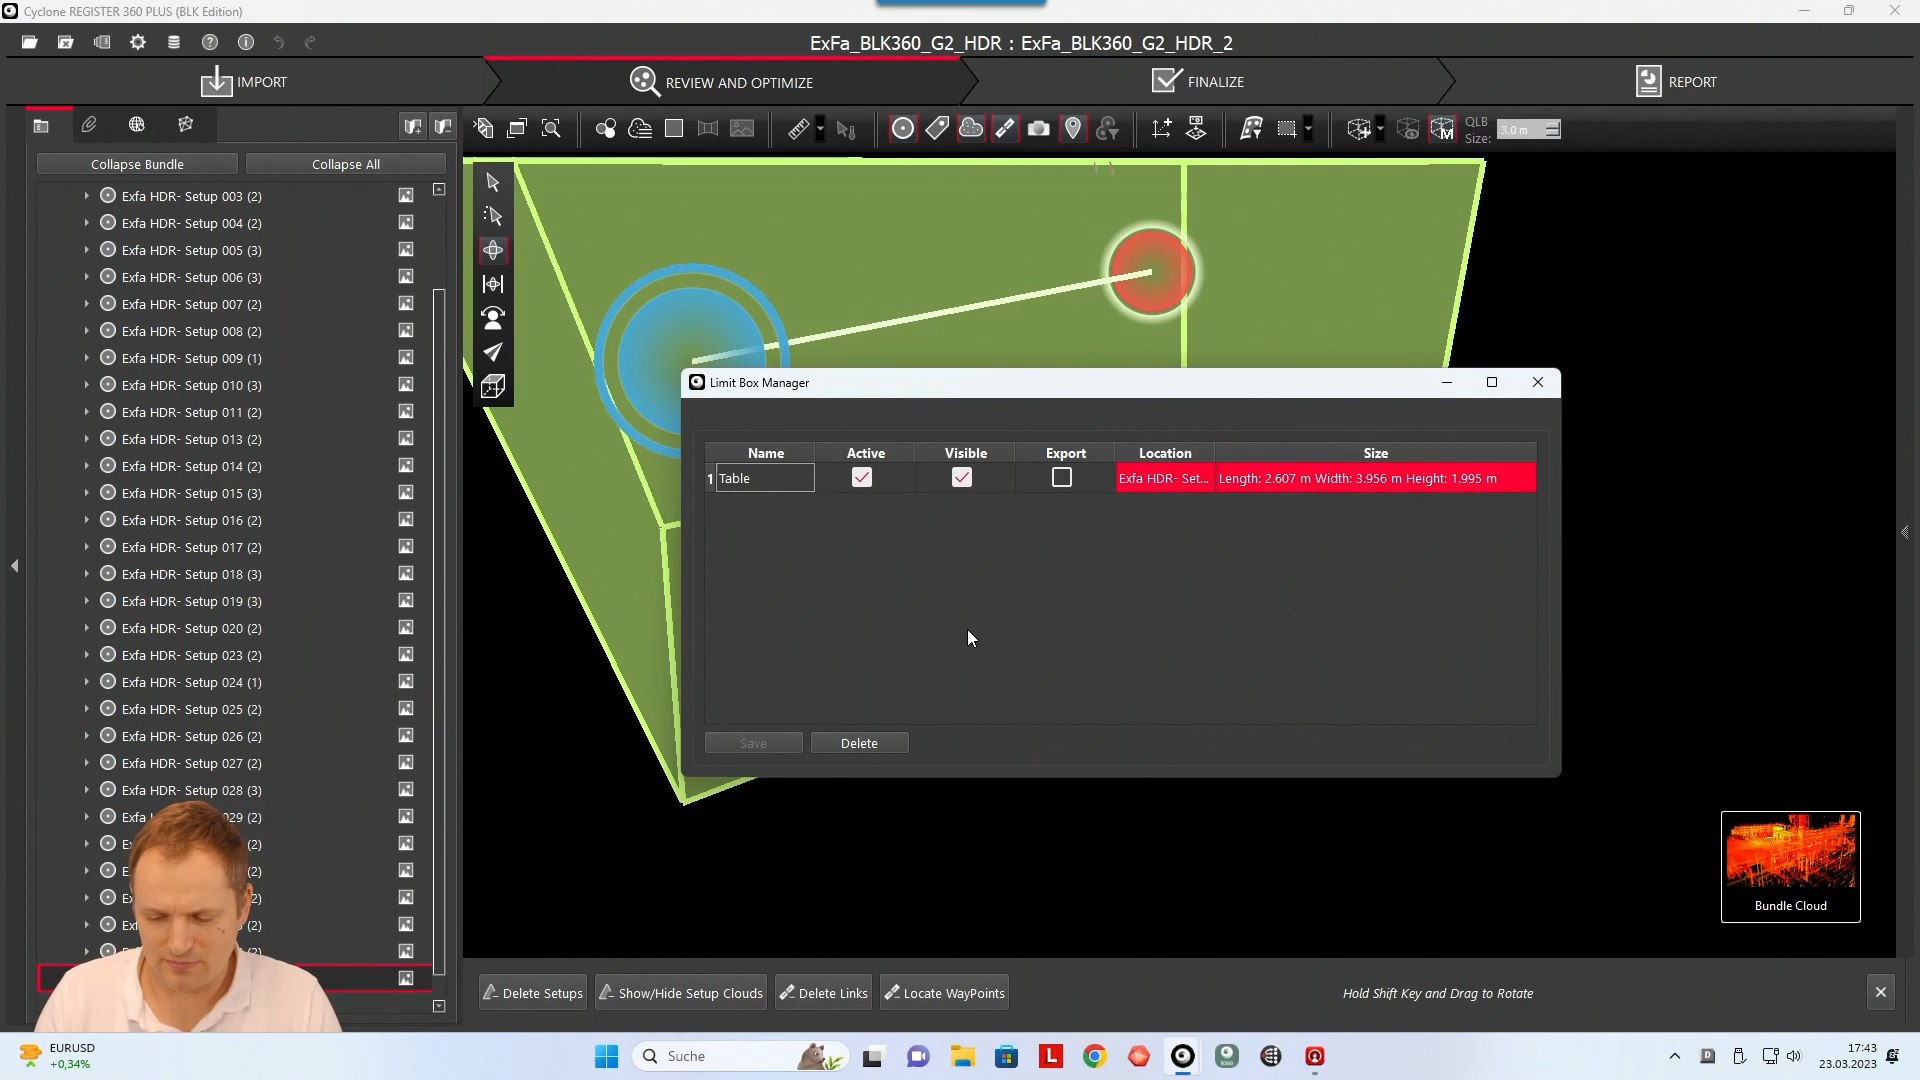 Cyclone REGISTER 360 PLUS (BLK Edition)
ExFa_BLK360_G2_HDR : ExFa_BLK360_G2_HDR_2
IMPORT
REVIEW AND OPTIMIZE
FINALIZE
REPORT
QLB Size:
3.0 m
Collapse Bundle
Collapse All
Exfa HDR- Setup 003 (2)
Exfa HDR- Setup 004 (2)
Exfa HDR- Setup 005 (3)
Exfa HDR- Setup 006 (3)
Exfa HDR- Setup 007 (2)
Exfa HDR- Setup 008 (2)
Exfa HDR- Setup 009 (1)
Exfa HDR- Setup 010 (3)
Exfa HDR- Setup 011 (2)
Exfa HDR- Setup 013 (2)
Exfa HDR- Setup 014 (2)
Exfa HDR- Setup 015 (3)
Exfa HDR- Setup 016 (2)
Exfa HDR- Setup 017 (2)
Exfa HDR- Setup 018 (3)
Exfa HDR- Setup 019 (3)
Exfa HDR- Setup 020 (2)
Exfa HDR- Setup 023 (2)
Exfa HDR- Setup 024 (1)
Exfa HDR- Setup 025 (2)
Exfa HDR- Setup 026 (2)
Exfa HDR- Setup 027 (2)
Exfa HDR- Setup 028 (3)
Exfa 029 (2)
(2)
(2)
(2)
(2)
Limit Box Manager
Name Active Visible Export Location Size
1 Table Exfa HDR- Set... Length: 2.607 m Width: 3.956 m Height: 1.995 m
Save
Delete
Bundle Cloud
Delete Setups
Show/Hide Setup Clouds
Delete Links
Locate WayPoints
Hold Shift Key and Drag to Rotate
EURUSD
+0,34%
Suche
17:43
23.03.2023